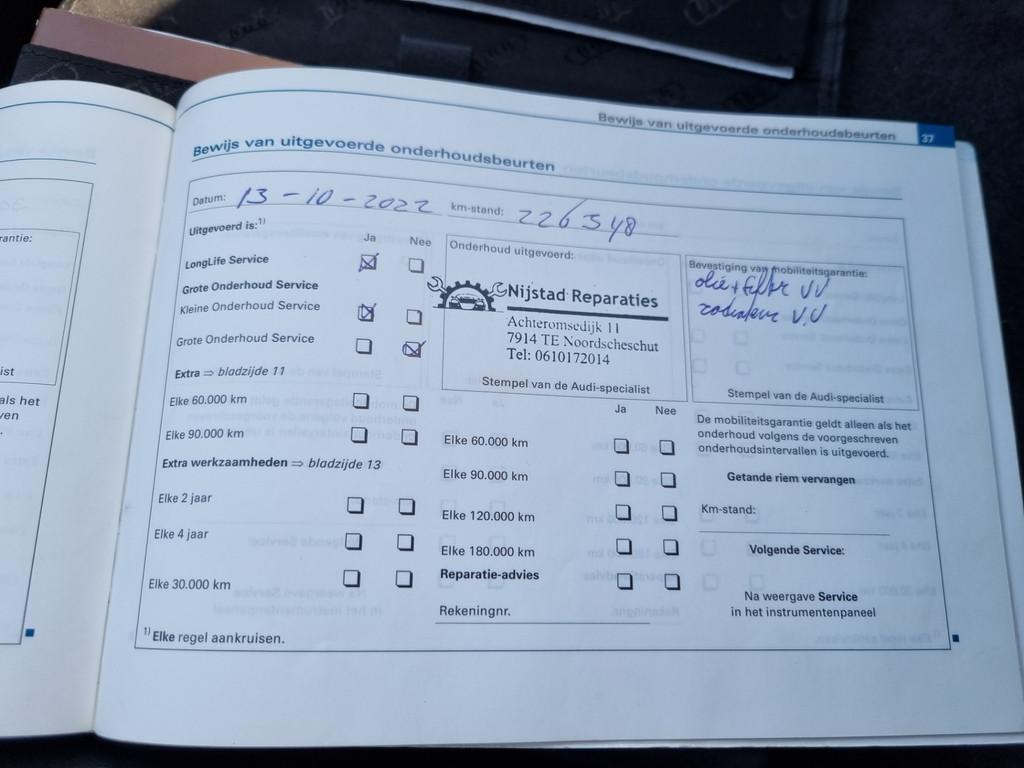 Bewijs van uitgevoerde onderhoudsbeurten
37
Bewijs van uitgevoerde onderhoudsbeurten
Datum: 13-10-2022 km-stand: 226348
Uitgevoerd is:1)
Ja Nee
LongLife Service
Grote Onderhoud Service
Kleine Onderhoud Service
Grote Onderhoud Service
Extra ⇒ bladzijde 11
Elke 60.000 km
Elke 90.000 km
Extra werkzaamheden ⇒ bladzijde 13
Elke 2 jaar
Elke 4 jaar
Elke 30.000 km
1) Elke regel aankruisen.
Onderhoud uitgevoerd:
Nijstad Reparaties
Achteromsedijk 11
7914 TE Noordscheschut
Tel: 0610172014
Stempel van de Audi-specialist
Ja Nee
Elke 60.000 km
Elke 90.000 km
Elke 120.000 km
Elke 180.000 km
Reparatie-advies
Rekeningnr.
Bevestiging van mobiliteitsgarantie:
olie + filter VV
V.V
Stempel van de Audi-specialist
De mobiliteitsgarantie geldt alleen als het
onderhoud volgens de voorgeschreven
onderhoudsintervallen is uitgevoerd.
Getande riem vervangen
Km-stand:
Volgende Service:
Na weergave Service
in het instrumentenpaneel
rantie:
ist
als het
ven